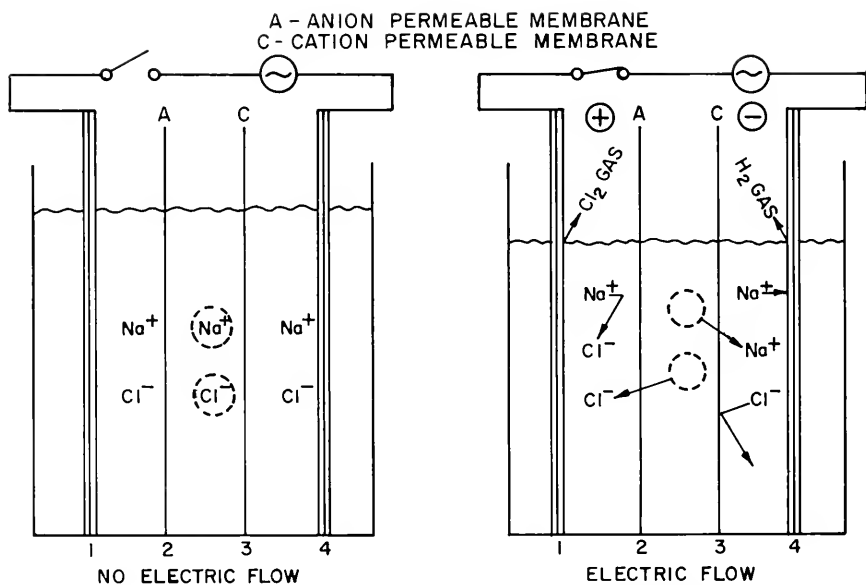 A - ANION PERMEABLE MEMBRANE
C - CATION PERMEABLE MEMBRANE
A C
Na+ Na+ Na+
Cl− Cl− Cl−
1 2 3 4
NO ELECTRIC FLOW
+ A C −
Cl2 GAS H2 GAS
Na+ Na+
Cl− Na+
Cl− Cl−
1 2 3 4
ELECTRIC FLOW